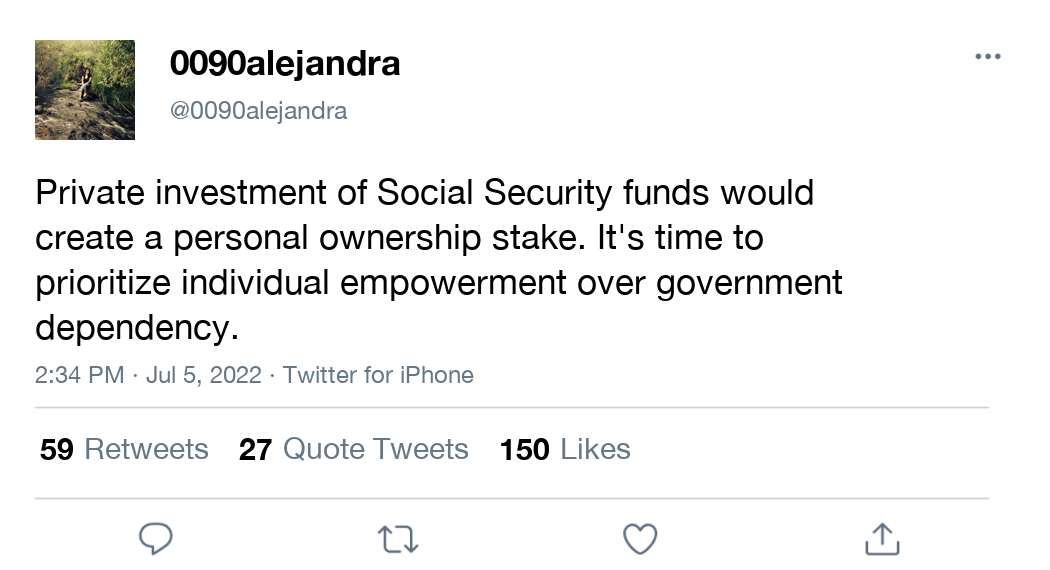 0090alejandra
@0090alejandra
Private investment of Social Security funds would
create a personal ownership stake. It's time to
prioritize individual empowerment over government
dependency.
2:34 PM · Jul 5, 2022 · Twitter for iPhone
59 Retweets 27 Quote Tweets 150 Likes